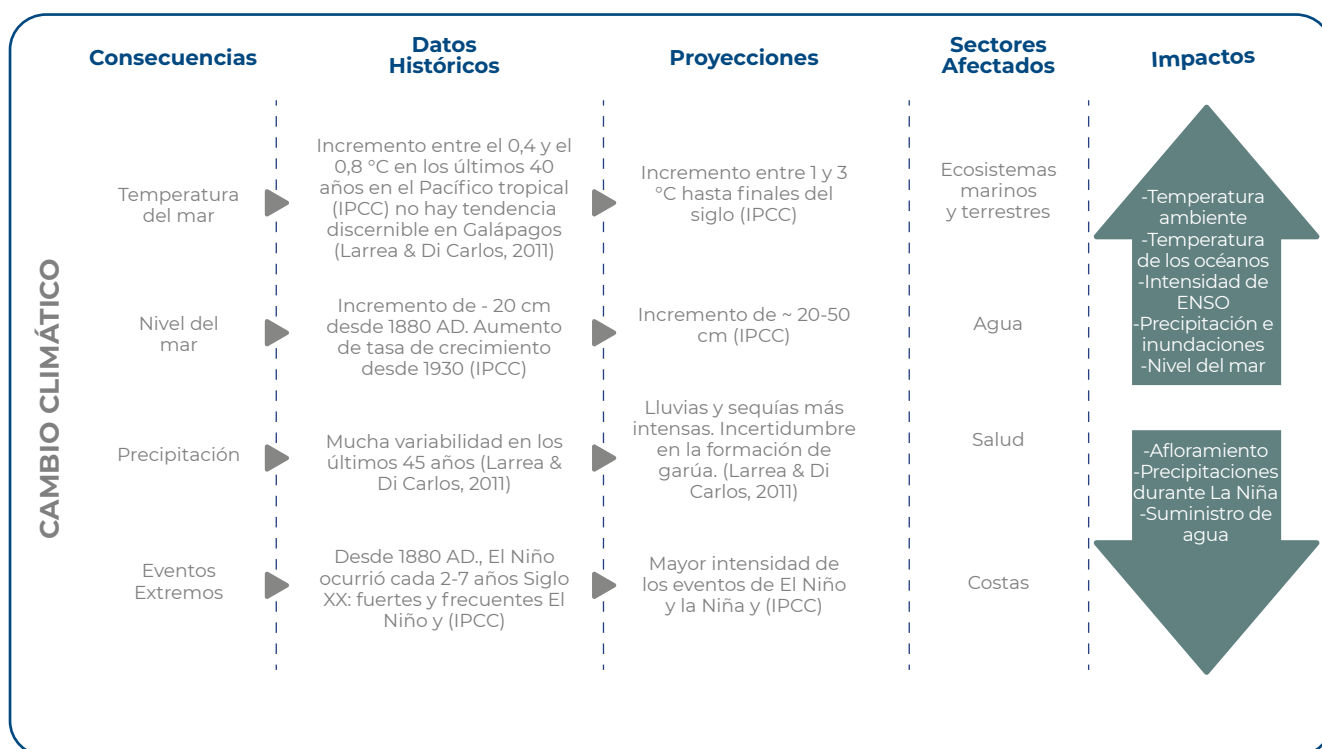 Consecuencias
Datos
Históricos
Proyecciones
Sectores
Afectados
Impactos
CAMBIO CLIMÁTICO
Temperatura
del mar
Incremento entre el 0,4 y el
0,8 °C en los últimos 40
años en el Pacífico tropical
(IPCC) no hay tendencia
discernible en Galápagos
(Larrea & Di Carlos, 2011)
Incremento entre 1 y 3
°C hasta finales del
siglo (IPCC)
Ecosistemas
marinos
y terrestres
Nivel del
mar
Incremento de - 20 cm
desde 1880 AD. Aumento
de tasa de crecimiento
desde 1930 (IPCC)
Incremento de ~ 20-50
cm (IPCC)
Agua
Precipitación
Mucha variabilidad en los
últimos 45 años (Larrea &
Di Carlos, 2011)
Lluvias y sequías más
intensas. Incertidumbre
en la formación de
garúa. (Larrea & Di
Carlos, 2011)
Salud
Eventos
Extremos
Desde 1880 AD., El Niño
ocurrió cada 2-7 años Siglo
XX: fuertes y frecuentes El
Niño y (IPCC)
Mayor intensidad de
los eventos de El Niño
y la Niña y (IPCC)
Costas
-Temperatura
ambiente
-Temperatura
de los océanos
-Intensidad de
ENSO
-Precipitación e
inundaciones
-Nivel del mar
-Afloramiento
-Precipitaciones
durante La Niña
-Suministro de
agua